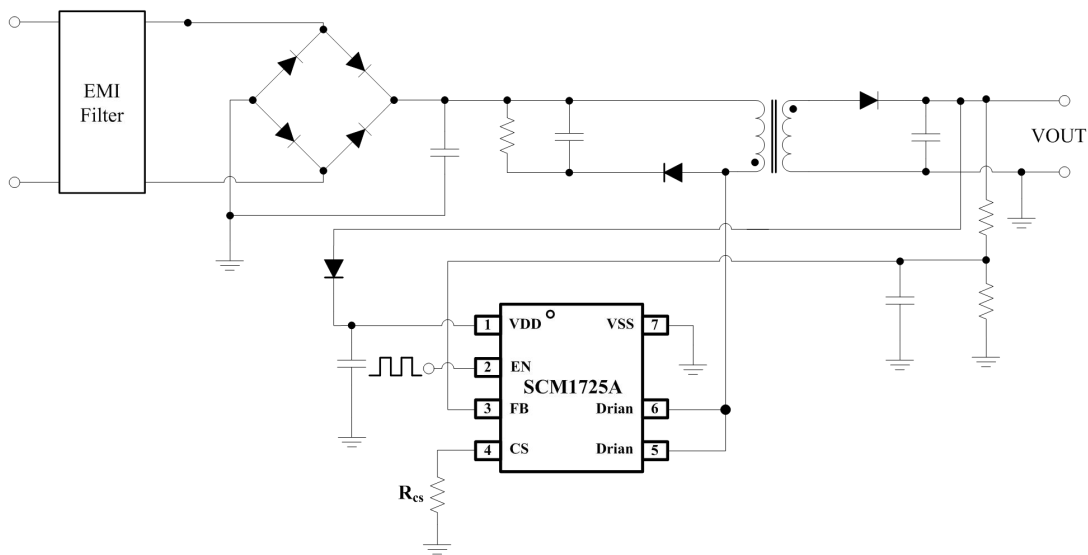 EMI
Filter
VOUT
1 VDD VSS 7
2 EN
SCM1725A
3 FB Drian 6
4 CS Drian 5
Rcs